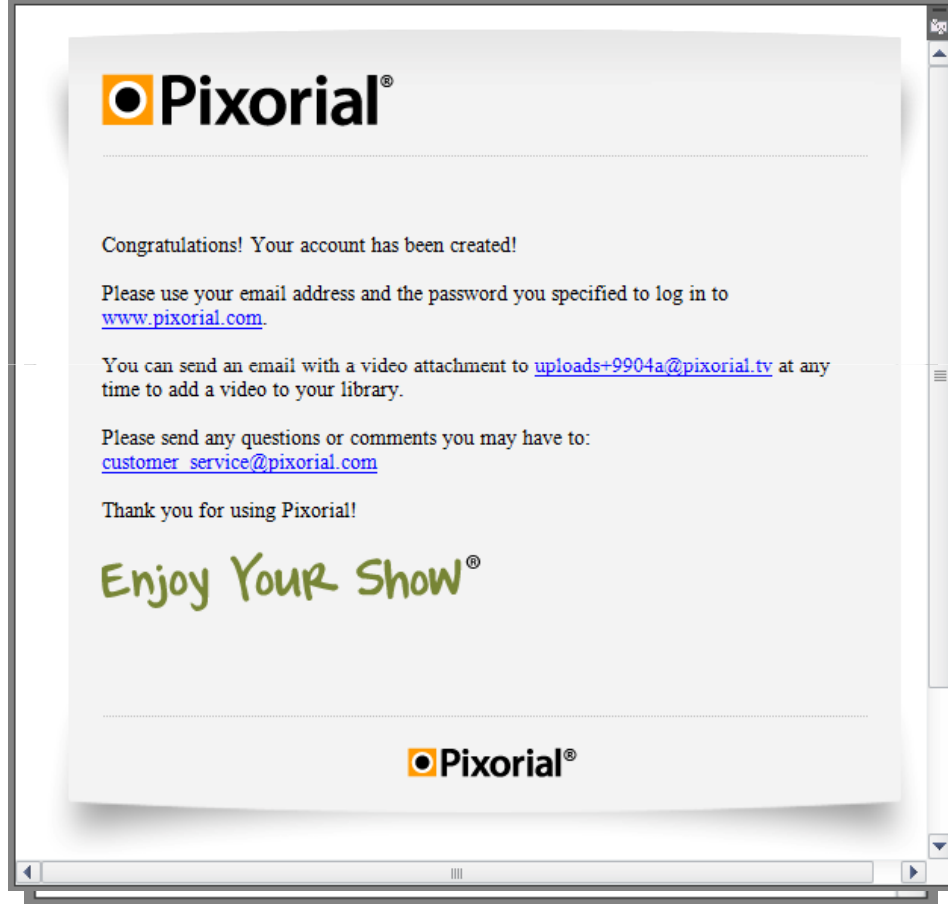 Pixorial®
Congratulations! Your account has been created!
Please use your email address and the password you specified to log in to
www.pixorial.com.
You can send an email with a video attachment to uploads+9904a@pixorial.tv at any
time to add a video to your library.
Please send any questions or comments you may have to:
customer_service@pixorial.com
Thank you for using Pixorial!
Enjoy Your Show®
Pixorial®